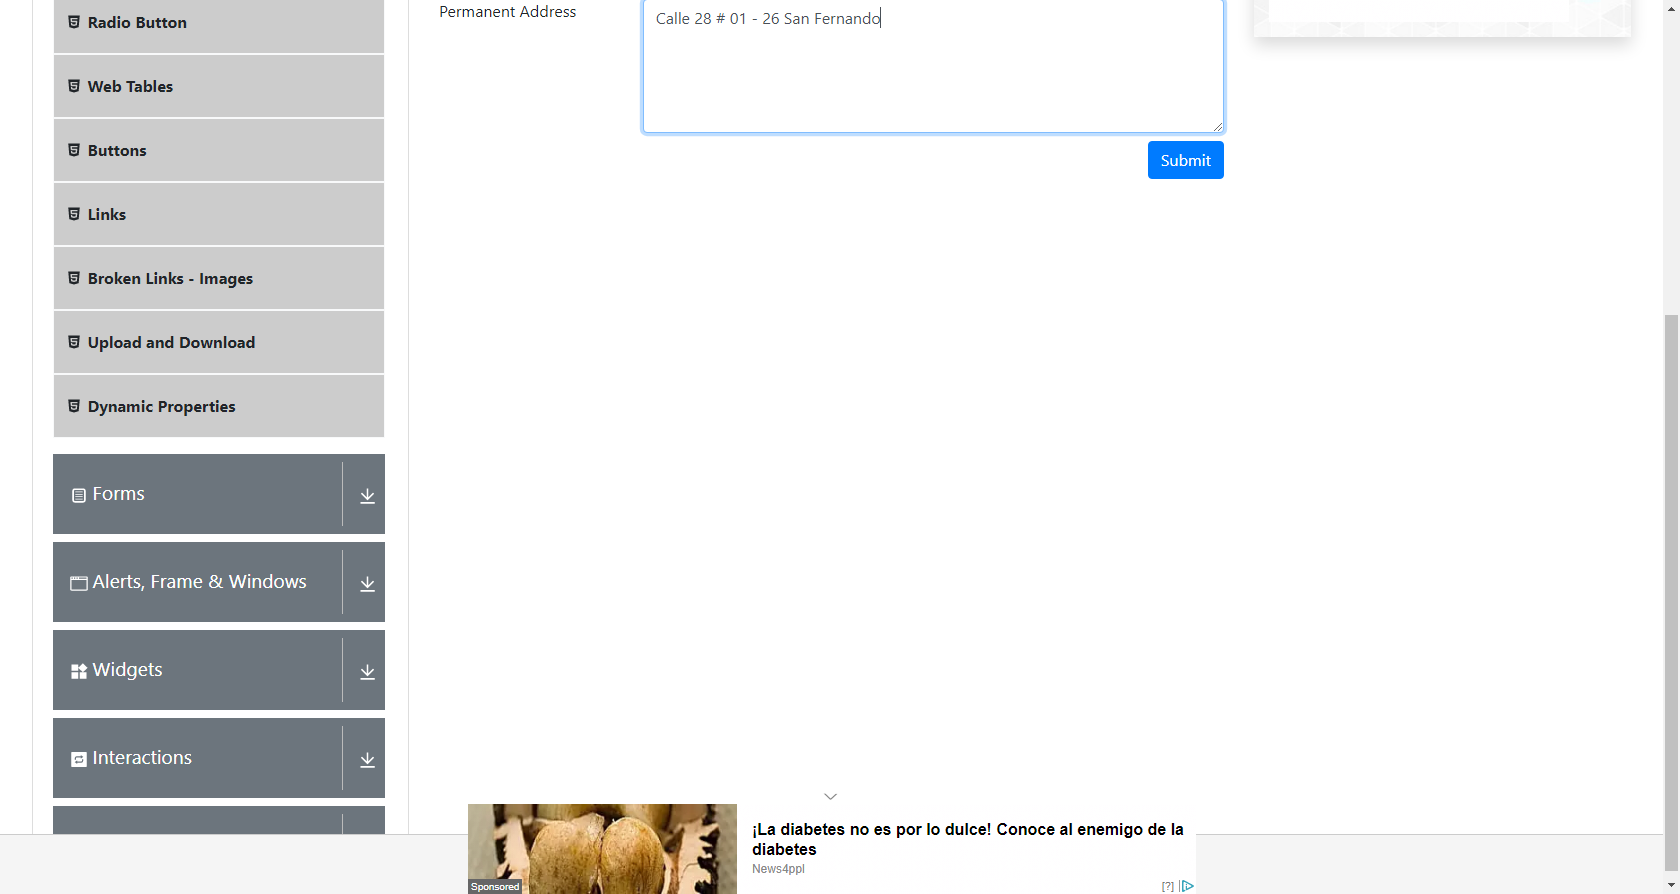 Radio Button
Web Tables
Buttons
Links
Broken Links - Images
Upload and Download
Dynamic Properties
Forms
Alerts, Frame & Windows
Widgets
Interactions
Permanent Address
Calle 28 # 01 - 26 San Fernando
Submit
Sponsored
¡La diabetes no es por lo dulce! Conoce al enemigo de la
diabetes
News4ppl
[?]